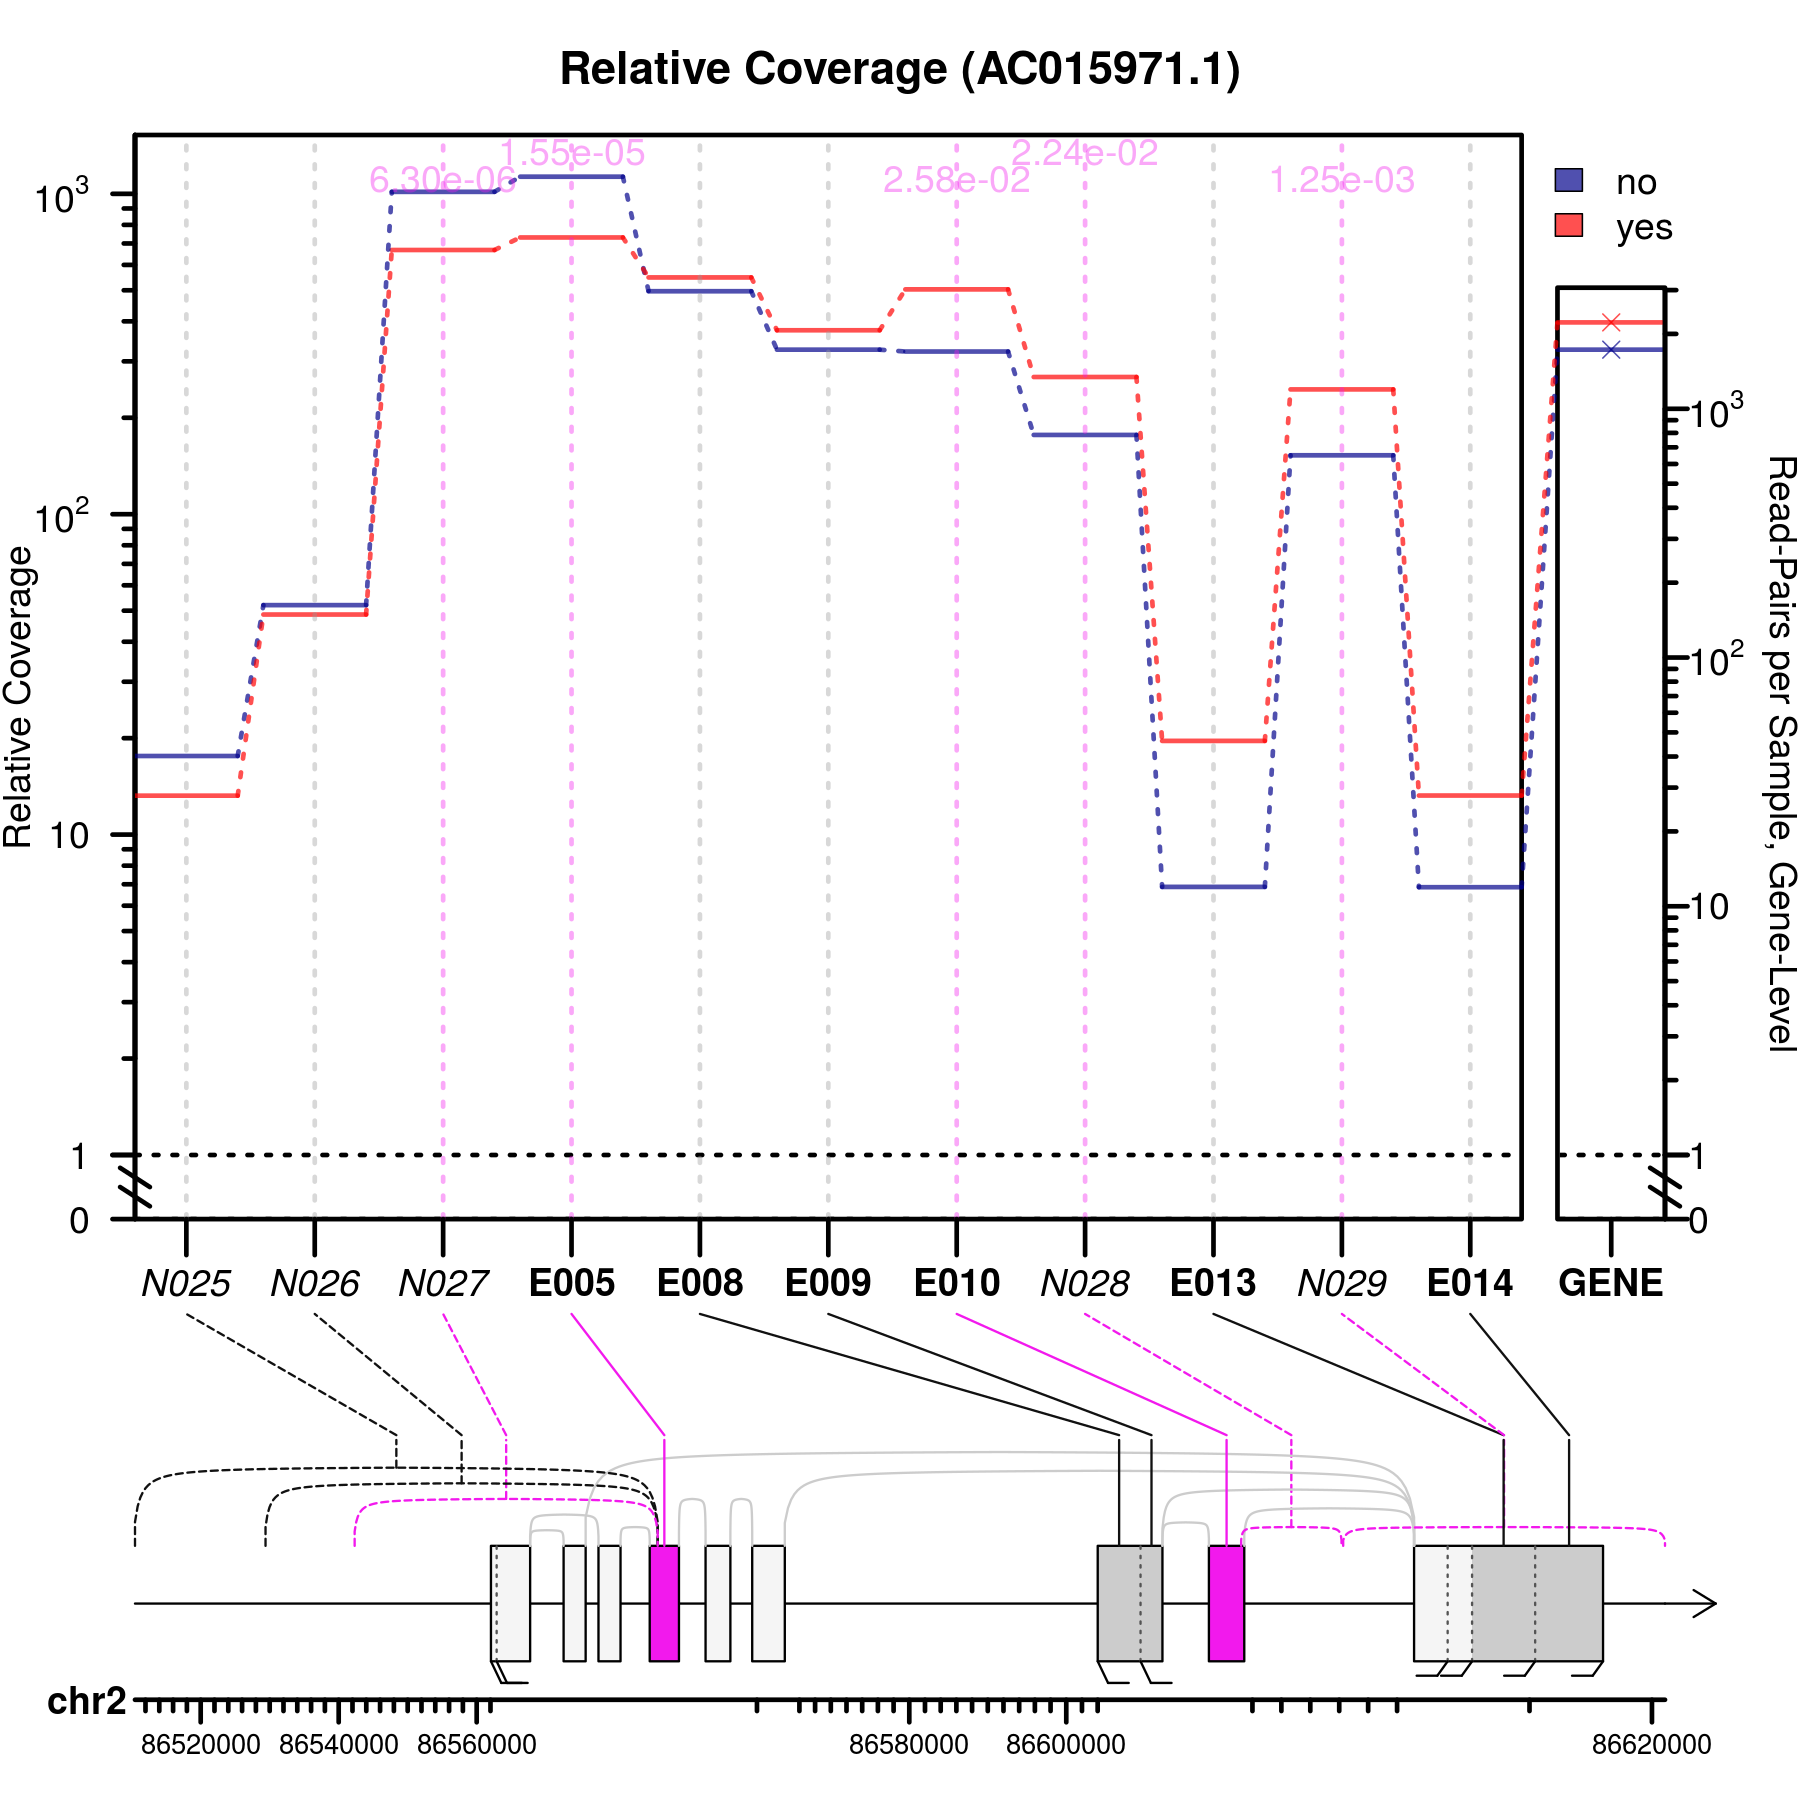 Relative Coverage (AC015971.1)
1.55e-05
2.24e-02
6.30e-06
2.58e-02
1.25e-03
no
yes
10³
10²
10
1
0
Relative Coverage
10³
10²
10
1
0
Read-Pairs per Sample, Gene-Level
N025 N026 N027 E005 E008 E009 E010 N028 E013 N029 E014 GENE
chr2
86520000 86540000 86560000 86580000 86600000 86620000